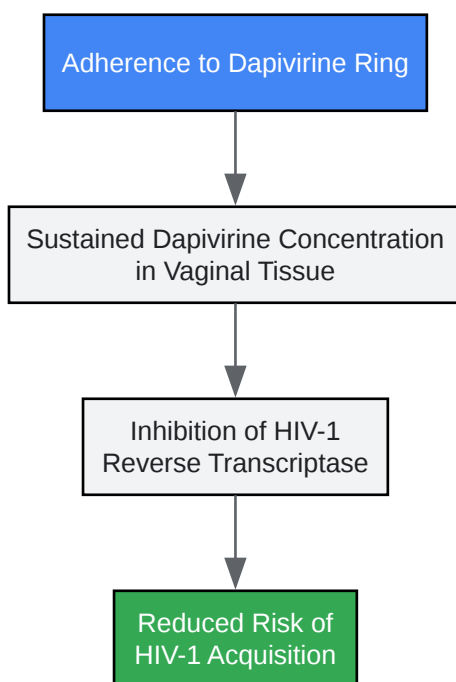 Adherence to Dapivirine Ring
Sustained Dapivirine Concentration
in Vaginal Tissue
Inhibition of HIV-1
Reverse Transcriptase
Reduced Risk of
HIV-1 Acquisition